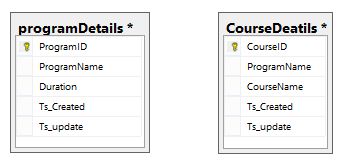 programDetails *
ProgramID
ProgramName
Duration
Ts_Created
Ts_update
CourseDeatils *
CourseID
ProgramName
CourseName
Ts_Created
Ts_update